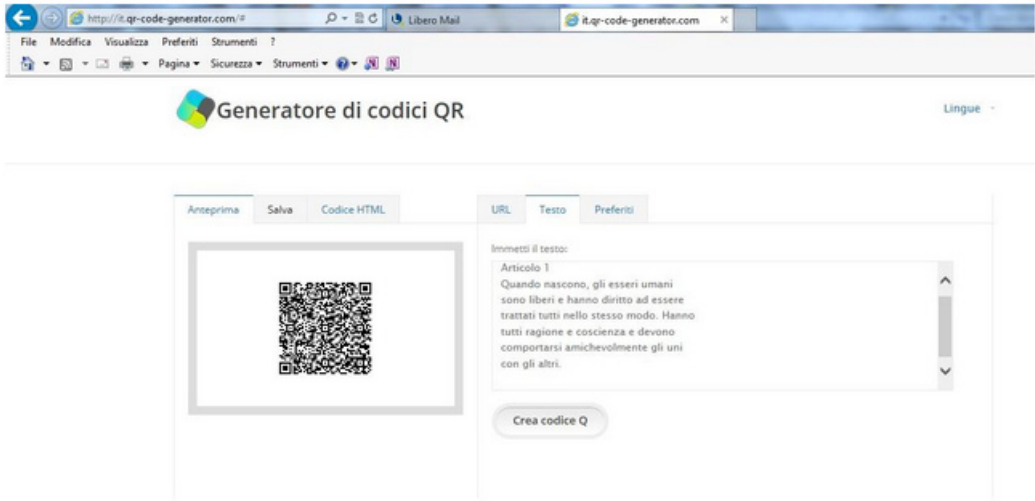 http://it.qr-code-generator.com/#
Libero Mail
it.qr-code-generator.com
File Modifica Visualizza Preferiti Strumenti ?
Pagina Sicurezza Strumenti
Generatore di codici QR
Lingue
Anteprima Salva Codice HTML
URL Testo Preferiti
Immetti il testo:
Articolo 1
Quando nascono, gli esseri umani
sono liberi e hanno diritto ad essere
trattati tutti nello stesso modo. Hanno
tutti ragione e coscienza e devono
comportarsi amichevolmente gli uni
con gli altri.
Crea codice Q